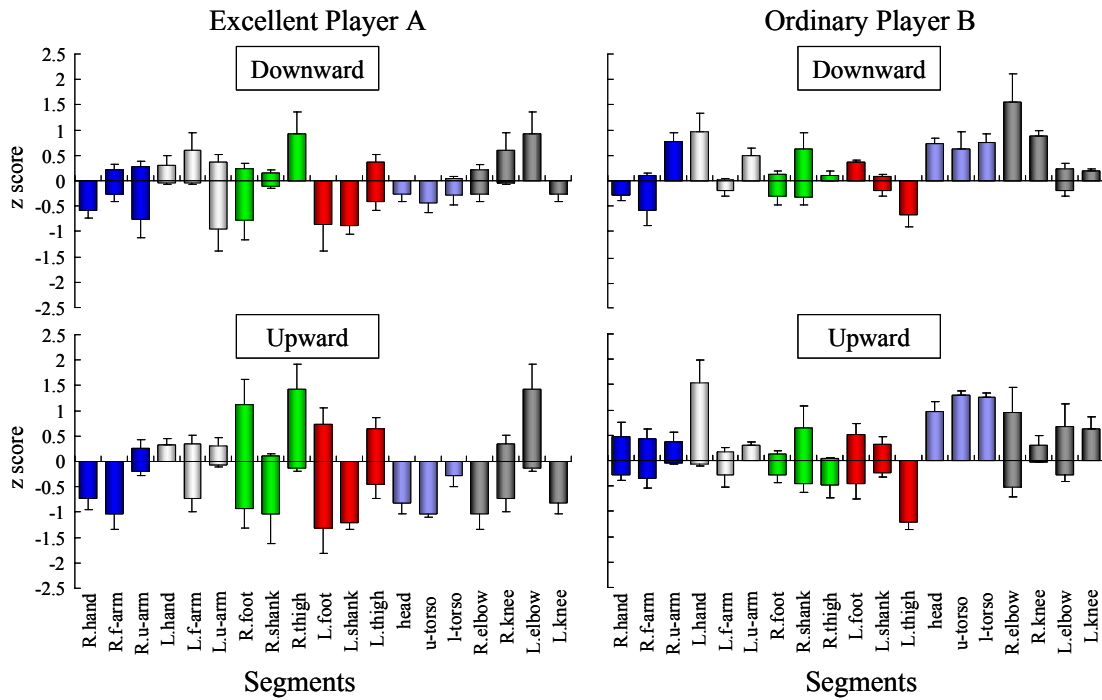 Excellent Player A
Ordinary Player B
Downward
Downward
2.5
2
1.5
1
0.5
0
-0.5
-1
-1.5
-2
-2.5
z score
Upward
Upward
2.5
2
1.5
1
0.5
0
-0.5
-1
-1.5
-2
-2.5
z score
R.hand
R.f-arm
R.u-arm
L.hand
L.f-arm
L.u-arm
R.foot
R.shank
R.thigh
L.foot
L.shank
L.thigh
head
u-torso
l-torso
R.elbow
R.knee
L.elbow
L.knee
R.hand
R.f-arm
R.u-arm
L.hand
L.f-arm
L.u-arm
R.foot
R.shank
R.thigh
L.foot
L.shank
L.thigh
head
u-torso
l-torso
R.elbow
R.knee
L.elbow
L.knee
Segments
Segments